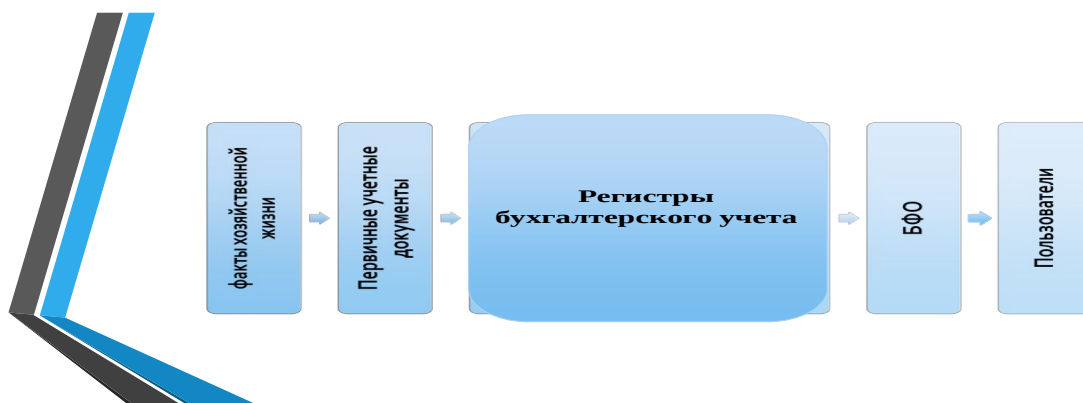 факты хозяйственной
жизни
Первичные учетные
документы
Регистры
бухгалтерского учета
БФО
Пользователи